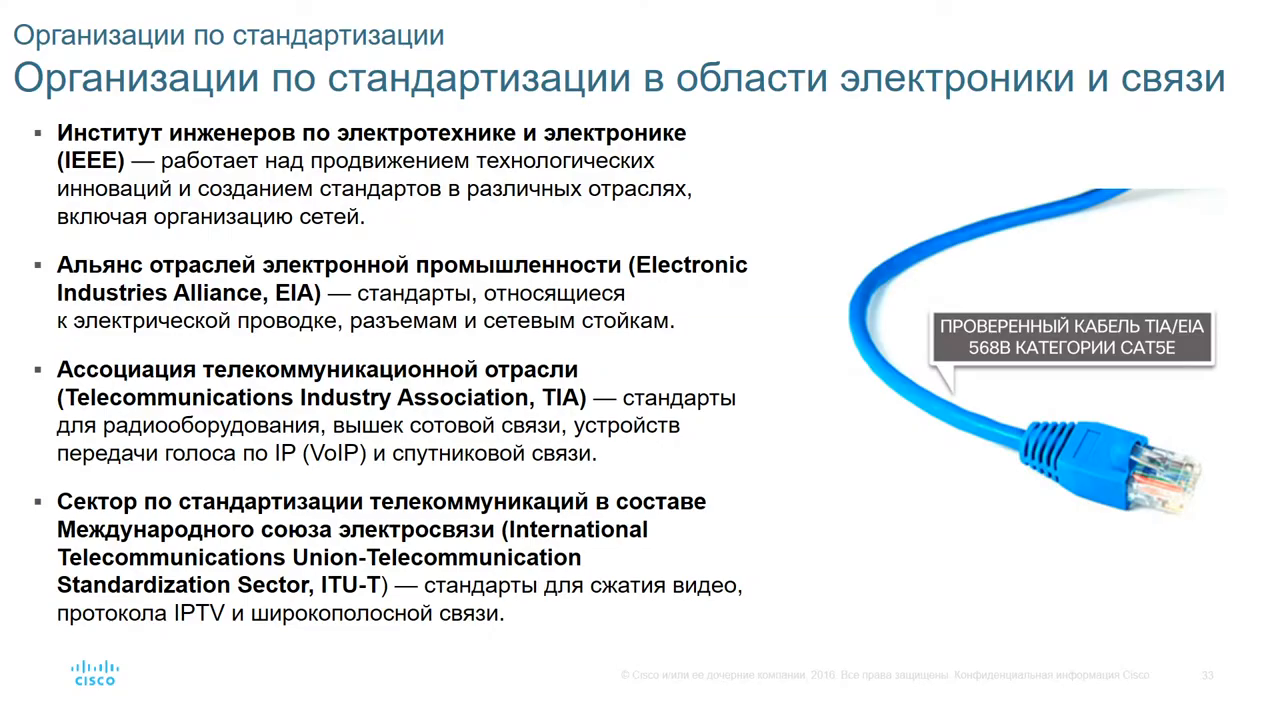 Организации по стандартизации
Организации по стандартизации в области электроники и связи
▪ Институт инженеров по электротехнике и электронике
(IEEE) — работает над продвижением технологических
инноваций и созданием стандартов в различных отраслях,
включая организацию сетей.
▪ Альянс отраслей электронной промышленности (Electronic
Industries Alliance, EIA) — стандарты, относящиеся
к электрической проводке, разъемам и сетевым стойкам.
▪ Ассоциация телекоммуникационной отрасли
(Telecommunications Industry Association, TIA) — стандарты
для радиооборудования, вышек сотовой связи, устройств
передачи голоса по IP (VoIP) и спутниковой связи.
▪ Сектор по стандартизации телекоммуникаций в составе
Международного союза электросвязи (International
Telecommunications Union-Telecommunication
Standardization Sector, ITU-T) — стандарты для сжатия видео,
протокола IPTV и широкополосной связи.
ПРОВЕРЕННЫЙ КАБЕЛЬ TIA/EIA
568B КАТЕГОРИИ CAT5E
CISCO
© Cisco и/или ее дочерние компании, 2016. Все права защищены. Конфиденциальная информация Cisco
33